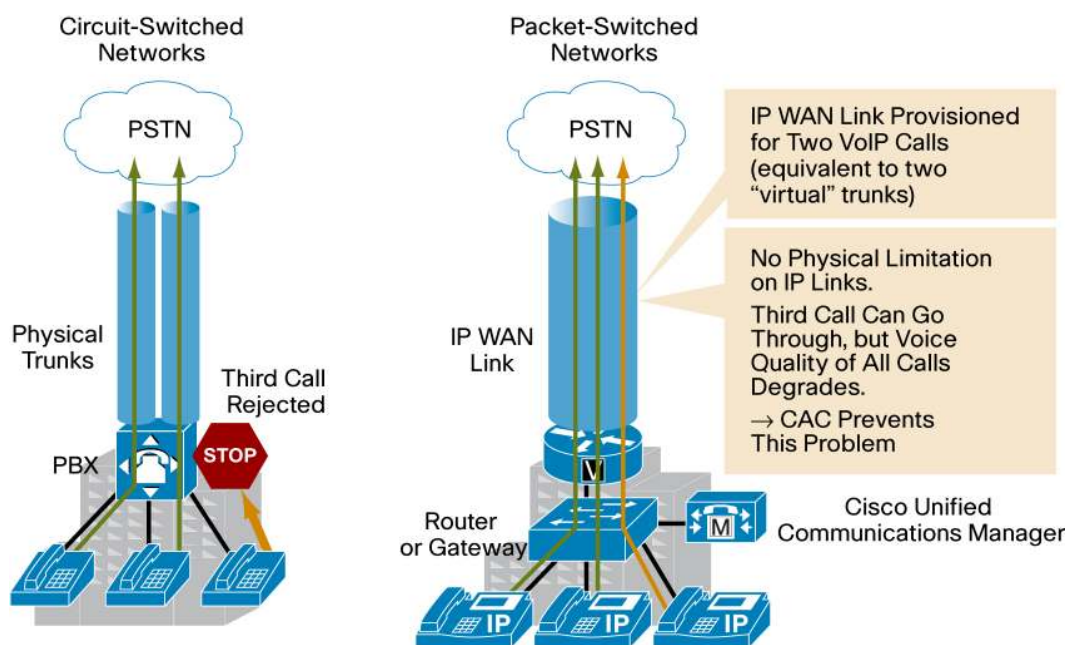 Circuit-Switched
Networks
PSTN
Physical
Trunks
Third Call
Rejected
PBX
STOP
Packet-Switched
Networks
PSTN
IP WAN Link Provisioned
for Two VoIP Calls
(equivalent to two
“virtual” trunks)
No Physical Limitation
on IP Links.
Third Call Can Go
Through, but Voice
Quality of All Calls
Degrades.
→ CAC Prevents
This Problem
IP WAN
Link
V
Router
or Gateway
M
Cisco Unified
Communications Manager
IP
IP
IP